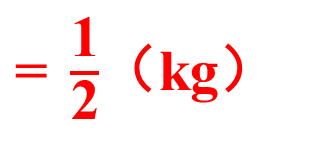 = 1/2 （kg）